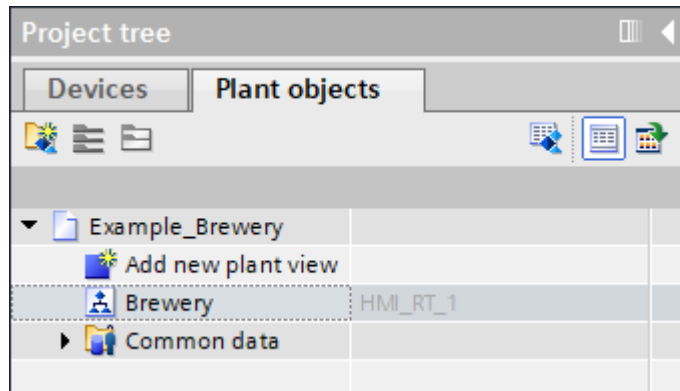 Project tree
Devices Plant objects
Example_Brewery
Add new plant view
Brewery HMI_RT_1
Common data